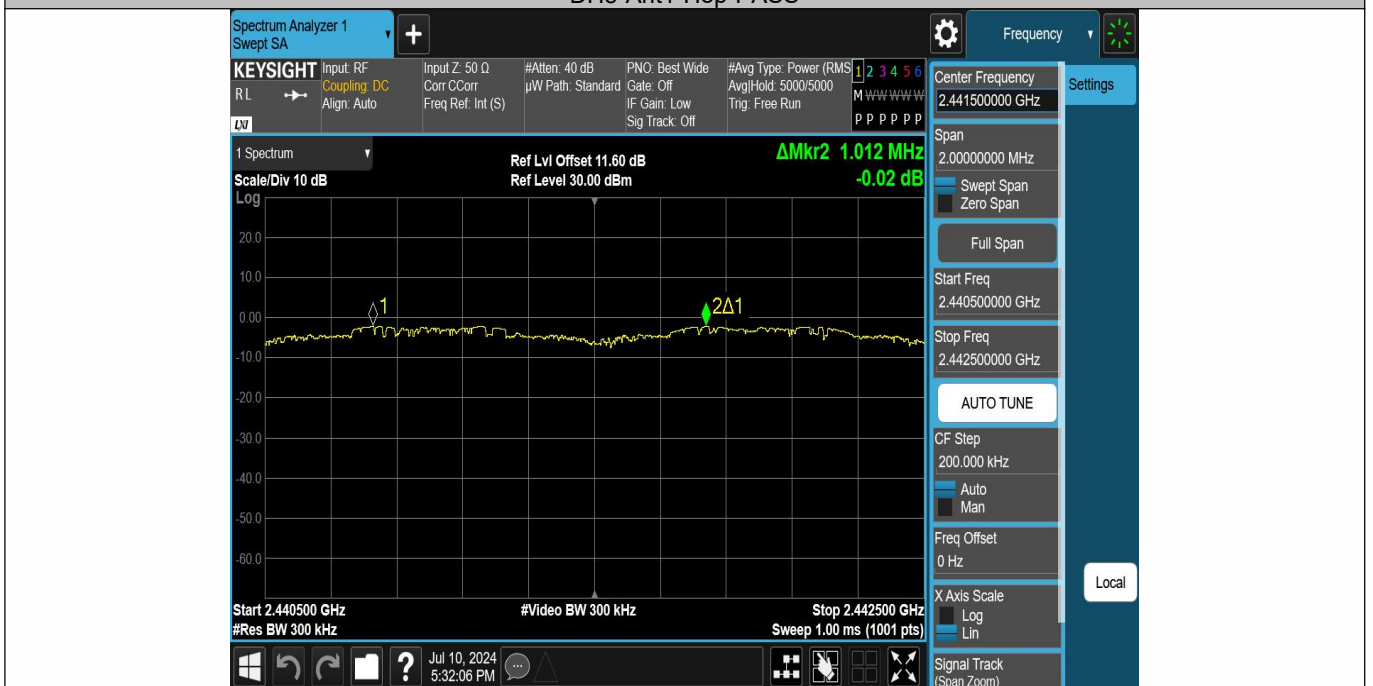 Spectrum Analyzer 1
Swept SA
+
Frequency
KEYSIGHT
RL
LXI
Input: RF
Coupling: DC
Align: Auto
Input Z: 50 Ω
Corr CCorr
Freq Ref: Int (S)
#Atten: 40 dB
µW Path: Standard
PNO: Best Wide
Gate: Off
IF Gain: Low
Sig Track: Off
#Avg Type: Power (RMS
Avg|Hold: 5000/5000
Trig: Free Run
1 2 3 4 5 6
M W W W W W
P P P P P P
1 Spectrum
Scale/Div 10 dB
Log
Ref Lvl Offset 11.60 dB
Ref Level 30.00 dBm
ΔMkr2 1.012 MHz
-0.02 dB
20.0
10.0
0.00
-10.0
-20.0
-30.0
-40.0
-50.0
-60.0
1
2Δ1
Start 2.440500 GHz
#Res BW 300 kHz
#Video BW 300 kHz
Stop 2.442500 GHz
Sweep 1.00 ms (1001 pts)
?
Jul 10, 2024
5:32:06 PM
Center Frequency
2.441500000 GHz
Span
2.00000000 MHz
Swept Span
Zero Span
Full Span
Start Freq
2.440500000 GHz
Stop Freq
2.442500000 GHz
AUTO TUNE
CF Step
200.000 kHz
Auto
Man
Freq Offset
0 Hz
X Axis Scale
Log
Lin
Signal Track
(Span Zoom)
Settings
Local